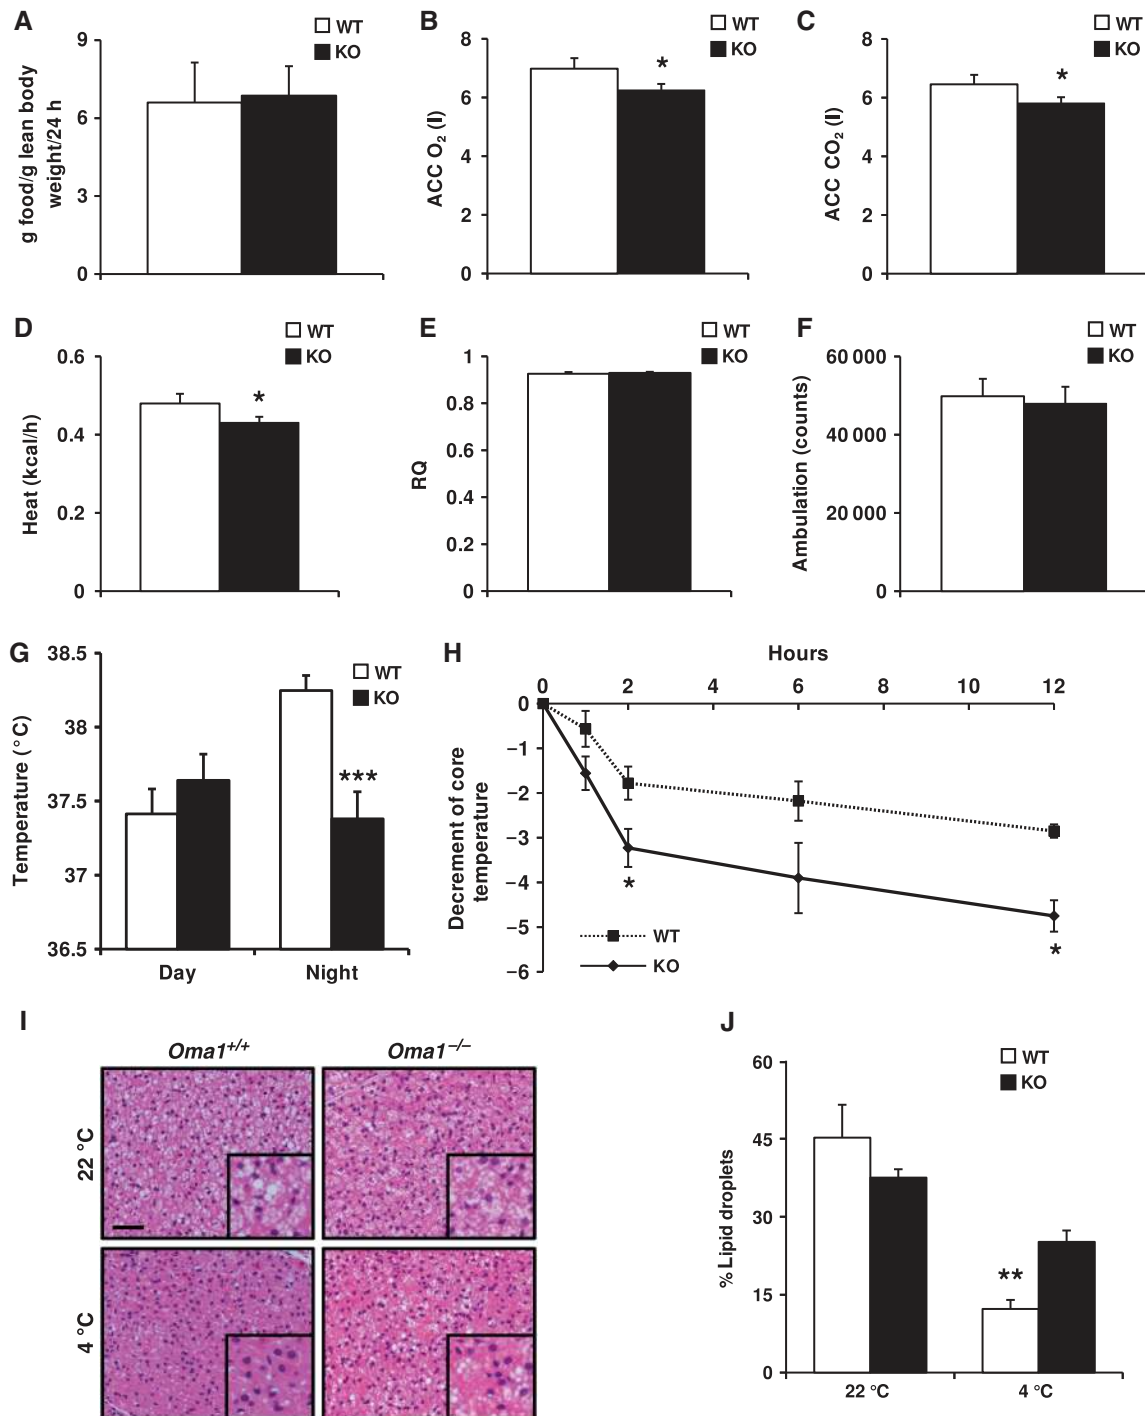 A
WT
KO
g food/g lean body
weight/24 h
9
6
3
0
B
WT
KO
*
ACC O₂ (l)
8
6
4
2
0
C
WT
KO
*
ACC CO₂ (l)
8
6
4
2
0
D
WT
KO
*
Heat (kcal/h)
0.6
0.4
0.2
0
E
WT
KO
RQ
1
0.8
0.6
0.4
0.2
0
F
WT
KO
Ambulation (counts)
60 000
40 000
20 000
0
G
WT
KO
***
Temperature (°C)
38.5
38
37.5
37
36.5
Day Night
H
Hours
0 2 4 6 8 10 12
Decrement of core
temperature
0
−1
−2
−3
−4
−5
−6
*
*
WT
KO
I
Oma1+/+ Oma1−/−
22 °C
4 °C
J
WT
KO
% Lipid droplets
60
45
30
15
0
**
22 °C 4 °C